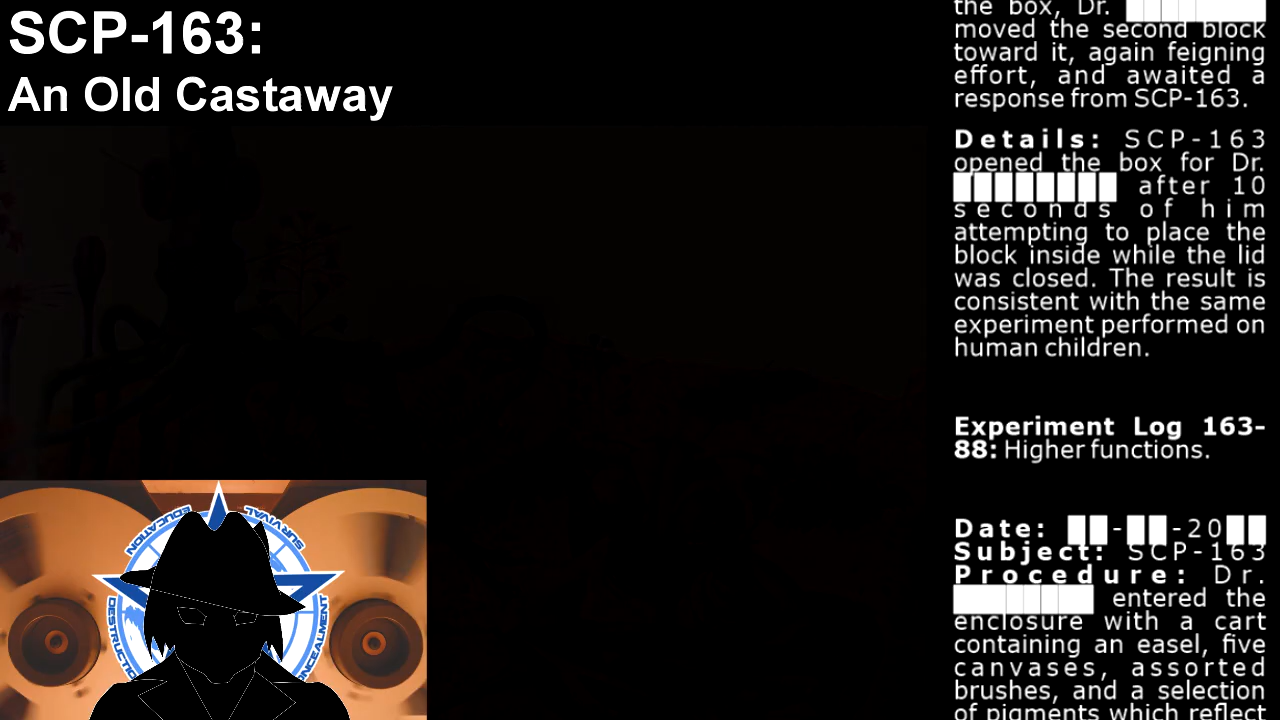 SCP-163:
An Old Castaway
the box, Dr. ████████
moved the second block
toward it, again feigning
effort, and awaited a
response from SCP-163.
Details: SCP-163
opened the box for Dr.
████████ after 10
seconds of him
attempting to place the
block inside while the lid
was closed. The result is
consistent with the same
experiment performed on
human children.
Experiment Log 163-
88: Higher functions.
Date: ██-██-20██
Subject: SCP-163
Procedure: Dr.
████████ entered the
enclosure with a cart
containing an easel, five
canvases, assorted
brushes, and a selection
of pigments which reflect
EDUCATION
SURVIVAL